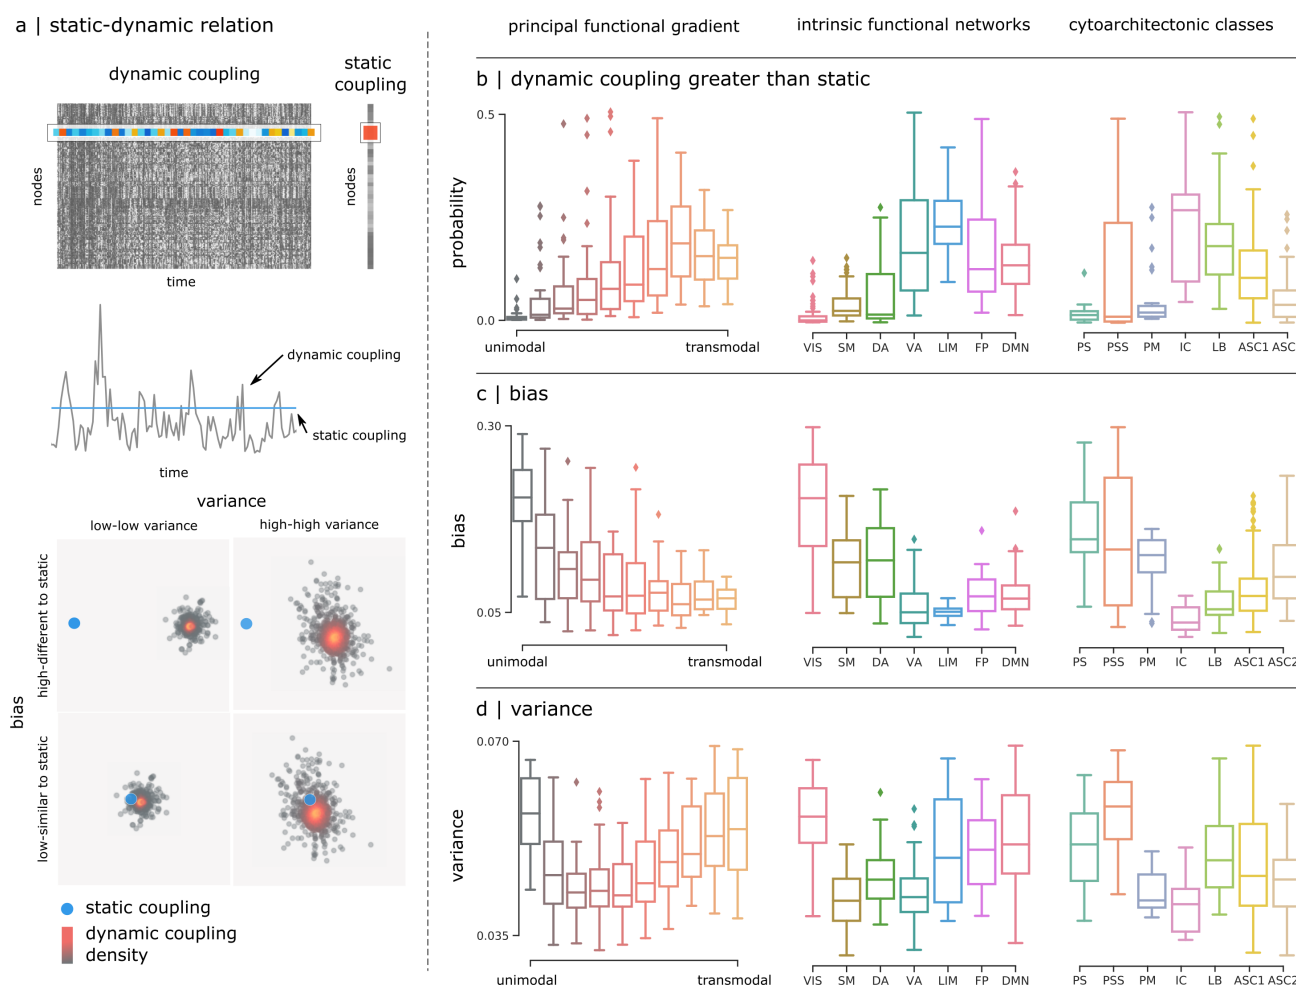 a | static-dynamic relation
dynamic coupling
static
coupling
nodes
nodes
time
dynamic coupling
static coupling
time
variance
low-low variance
high-high variance
bias
high-different to static
low-similar to static
static coupling
dynamic coupling
density
principal functional gradient
intrinsic functional networks
cytoarchitectonic classes
b | dynamic coupling greater than static
probability
0.5
0.0
unimodal
transmodal
VIS SM DA VA LIM FP DMN
PS PSS PM IC LB ASC1 ASC
c | bias
bias
0.30
0.05
unimodal
transmodal
VIS SM DA VA LIM FP DMN
PS PSS PM IC LB ASC1 ASC2
d | variance
variance
0.070
0.035
unimodal
transmodal
VIS SM DA VA LIM FP DMN
PS PSS PM IC LB ASC1 ASC2